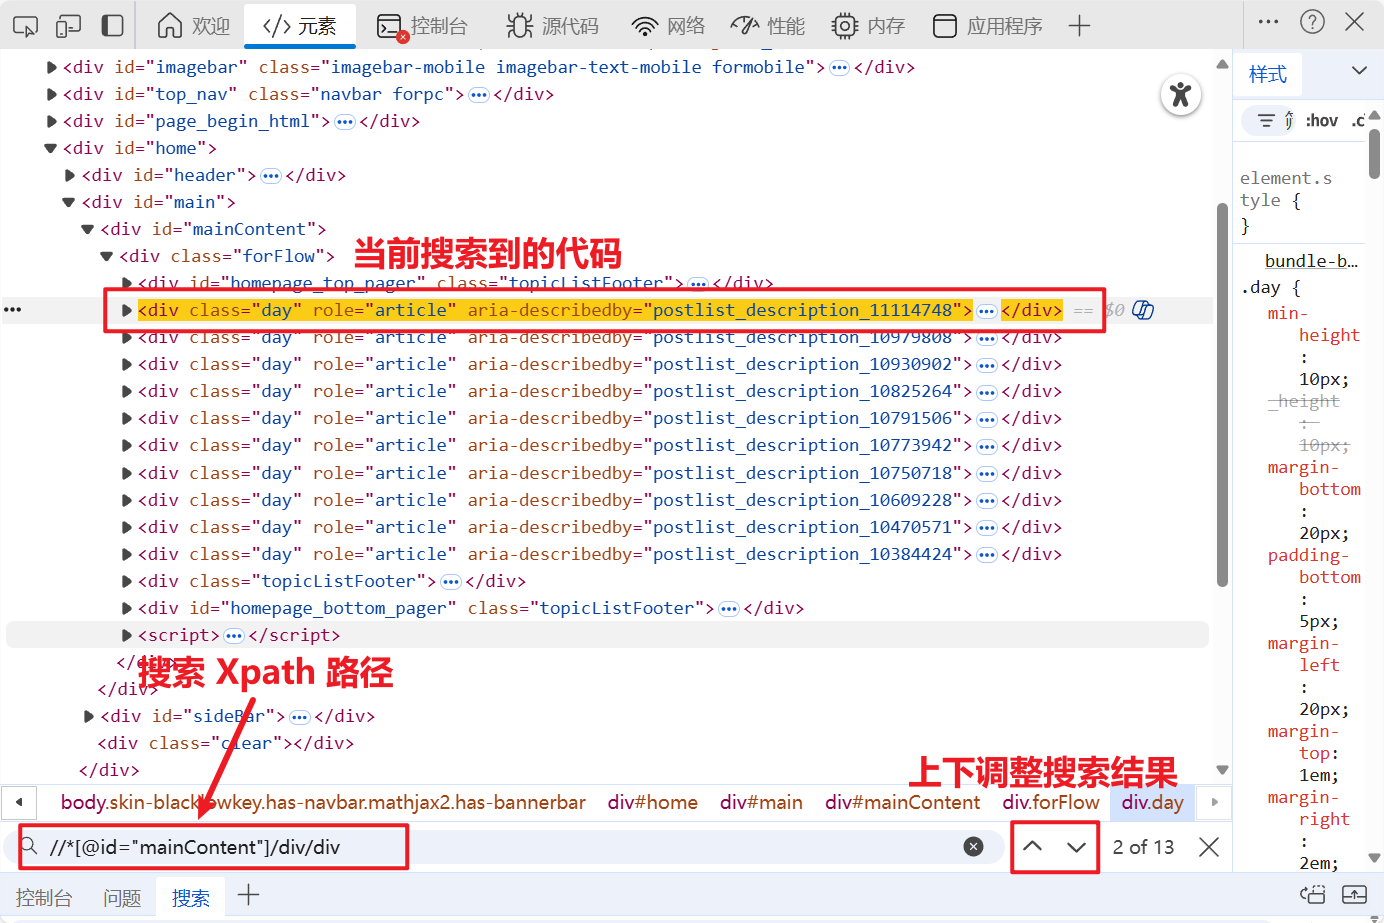 欢迎
元素
控制台
源代码
网络
性能
内存
应用程序
<div id="imagebar" class="imagebar-mobile imagebar-text-mobile formobile">…</div>
<div id="top_nav" class="navbar forpc">…</div>
<div id="page_begin_html">…</div>
<div id="home">
<div id="header">…</div>
<div id="main">
<div id="mainContent">
<div class="forFlow">
当前搜索到的代码
<div id="homepage_top_pager" class="topicListFooter">…</div>
<div class="day" role="article" aria-describedby="postlist_description_11114748">…</div> == $0
<div class="day" role="article" aria-describedby="postlist_description_10979808">…</div>
<div class="day" role="article" aria-describedby="postlist_description_10930902">…</div>
<div class="day" role="article" aria-describedby="postlist_description_10825264">…</div>
<div class="day" role="article" aria-describedby="postlist_description_10791506">…</div>
<div class="day" role="article" aria-describedby="postlist_description_10773942">…</div>
<div class="day" role="article" aria-describedby="postlist_description_10750718">…</div>
<div class="day" role="article" aria-describedby="postlist_description_10609228">…</div>
<div class="day" role="article" aria-describedby="postlist_description_10470571">…</div>
<div class="day" role="article" aria-describedby="postlist_description_10384424">…</div>
<div class="topicListFooter">…</div>
<div id="homepage_bottom_pager" class="topicListFooter">…</div>
<script>…</script>
</div>
搜索 Xpath 路径
</div>
<div id="sideBar">…</div>
<div class="clear"></div>
</div>
上下调整搜索结果
body.skin-blacklowkey.has-navbar.mathjax2.has-bannerbar div#home div#main div#mainContent div.forFlow div.day
//*[@id="mainContent"]/div/div
2 of 13
控制台
问题
搜索
样式
:hov .c
element.s
tyle {
}
bundle-b…
.day {
min-
height
:
10px;
_height
:
10px;
margin-
bottom
:
20px;
padding-
bottom
:
5px;
margin-
left
:
20px;
margin-
top:
1em;
margin-
right
:
2em;